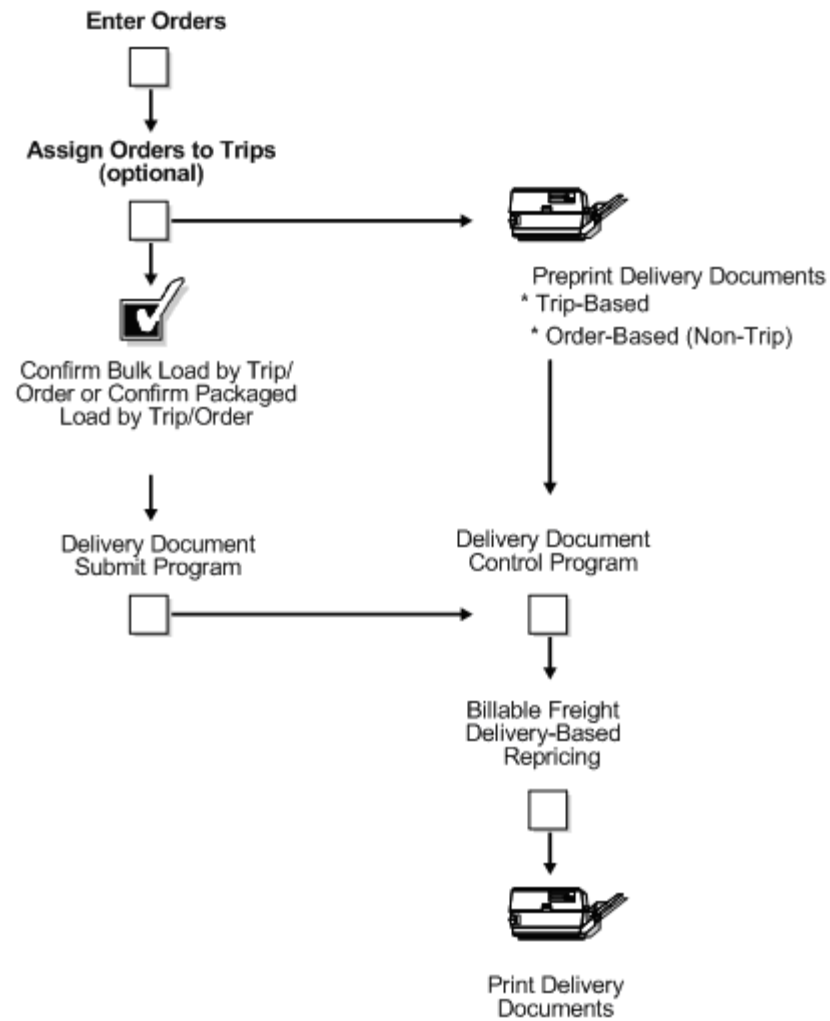 Enter Orders
Assign Orders to Trips
(optional)
Preprint Delivery Documents
* Trip-Based
* Order-Based (Non-Trip)
Confirm Bulk Load by Trip/
Order or Confirm Packaged
Load by Trip/Order
Delivery Document
Submit Program
Delivery Document
Control Program
Billable Freight
Delivery-Based
Repricing
Print Delivery
Documents